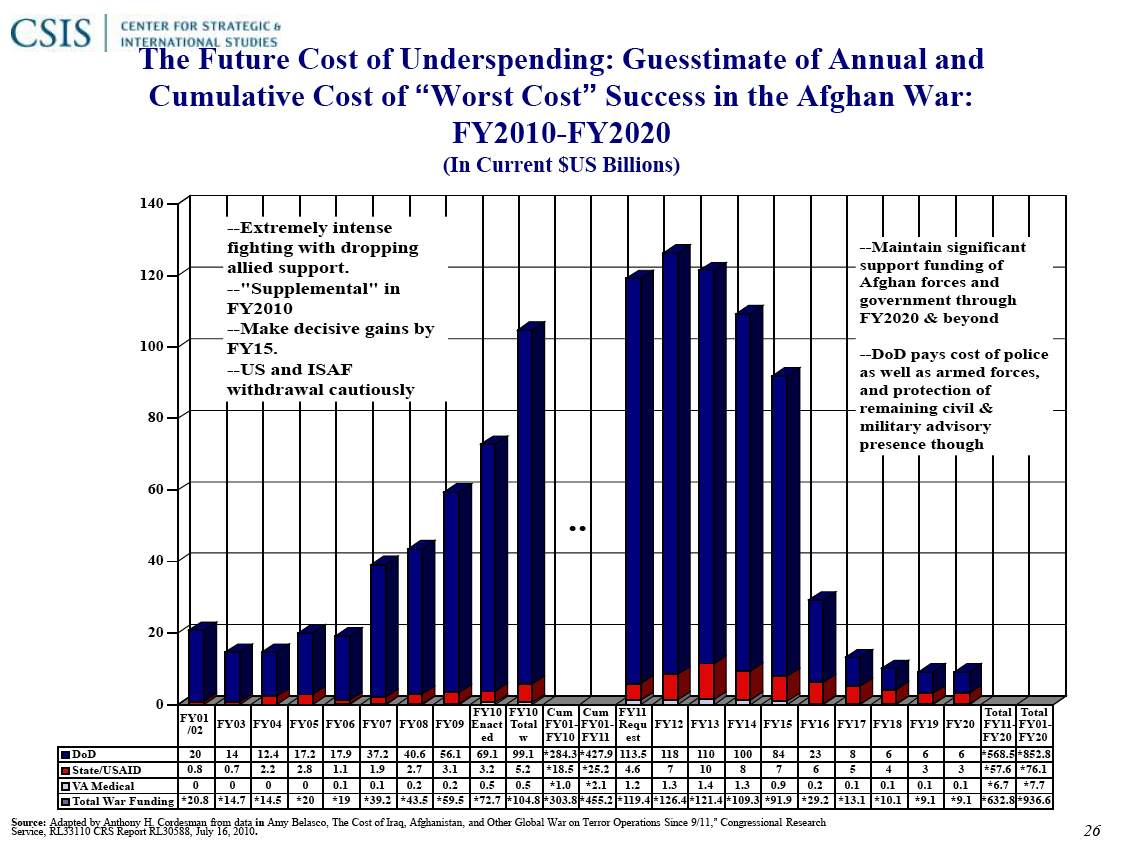 CSIS
CENTER FOR STRATEGIC &
INTERNATIONAL STUDIES
The Future Cost of Underspending: Guesstimate of Annual and
Cumulative Cost of “Worst Cost” Success in the Afghan War:
FY2010-FY2020
(In Current $US Billions)
140
120
100
80
60
40
20
0
--Extremely intense
fighting with dropping
allied support.
--"Supplemental" in
FY2010
--Make decisive gains by
FY15.
--US and ISAF
withdrawal cautiously
..
--Maintain significant
support funding of
Afghan forces and
government through
FY2020 & beyond
--DoD pays cost of police
as well as armed forces,
and protection of
remaining civil &
military advisory
presence though
FY01 FY10 FY10 Cum Cum FY11 Total Total
/02 FY03 FY04 FY05 FY06 FY07 FY08 FY09 Enact Total FY01- FY01- Requ FY12 FY13 FY14 FY15 FY16 FY17 FY18 FY19 FY20 FY11- FY01-
ed w FY10 FY11 est FY20 FY20
DoD 20 14 12.4 17.2 17.9 37.2 40.6 56.1 69.1 99.1 *284.3 *427.9 113.5 118 110 100 84 23 8 6 6 6 *568.5 *852.8
State/USAID 0.8 0.7 2.2 2.8 1.1 1.9 2.7 3.1 3.2 5.2 *18.5 *25.2 4.6 7 10 8 7 6 5 4 3 3 *57.6 *76.1
VA Medical 0 0 0 0 0.1 0.1 0.2 0.2 0.5 0.5 *1.0 *2.1 1.2 1.3 1.4 1.3 0.9 0.2 0.1 0.1 0.1 0.1 *6.7 *7.7
Total War Funding *20.8 *14.7 *14.5 *20 *19 *39.2 *43.5 *59.5 *72.7 *104.8 *303.8 *455.2 *119.4 *126.4 *121.4 *109.3 *91.9 *29.2 *13.1 *10.1 *9.1 *9.1 *632.8 *936.6
Source: Adapted by Anthony H. Cordesman from data in Amy Belasco, The Cost of Iraq, Afghanistan, and Other Global War on Terror Operations Since 9/11," Congressional Research
Service, RL33110 CRS Report RL30588, July 16, 2010.
26